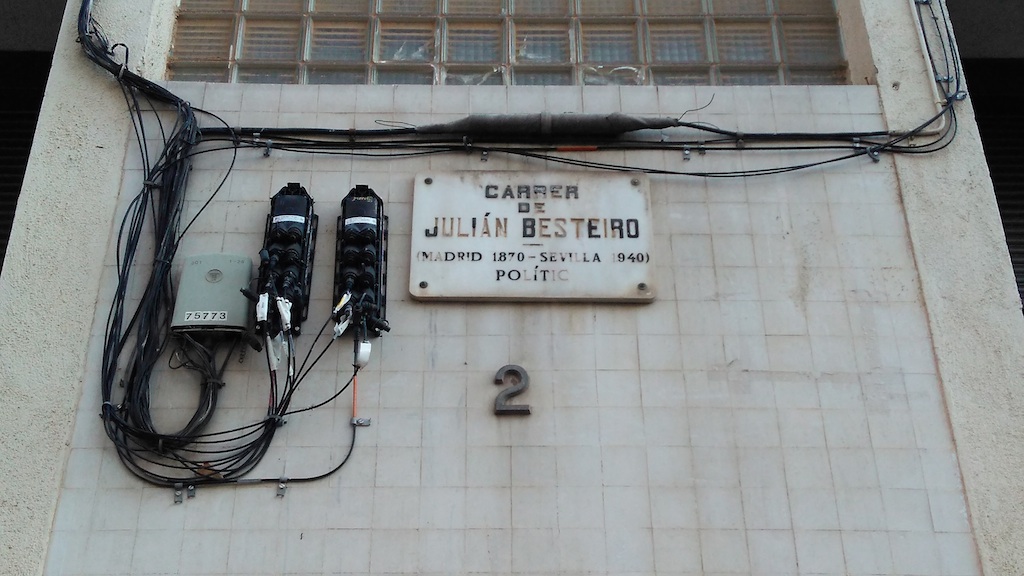 CARRER
DE
JULIÁN BESTEIRO
(MADRID 1870 - SEVILLA 1940)
POLÍTIC
75773
2